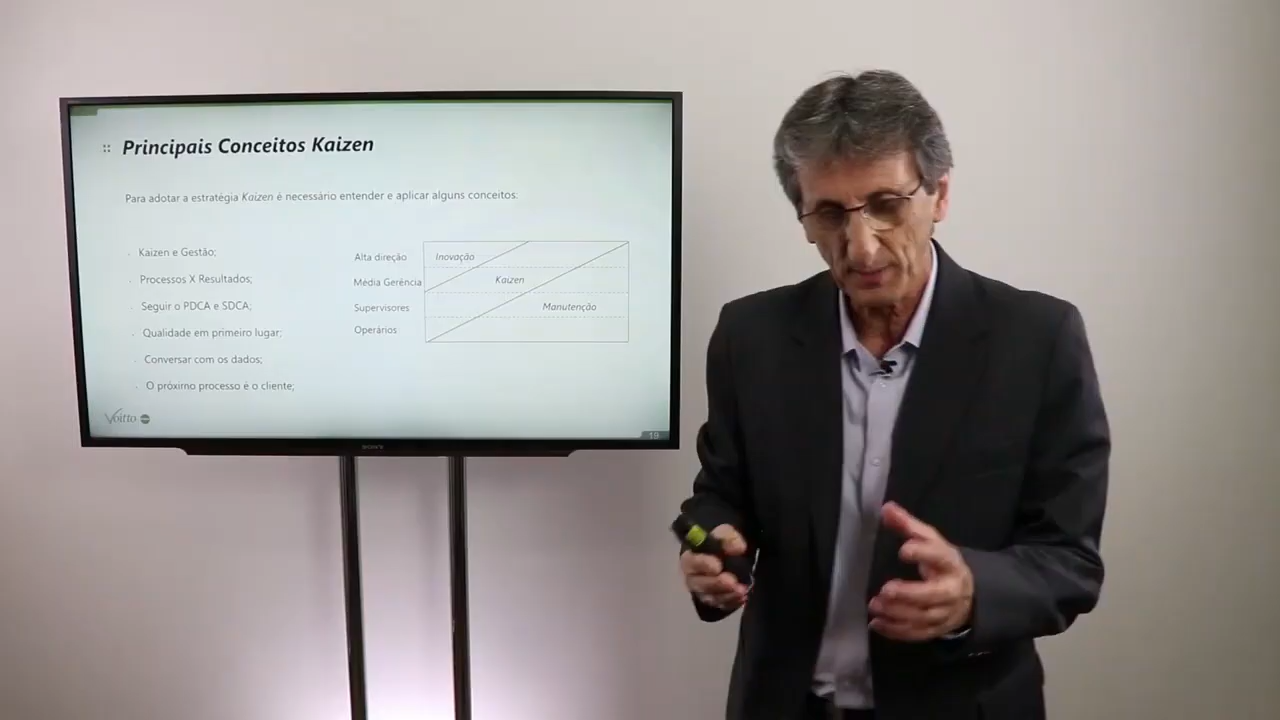 Principais Conceitos Kaizen
Para adotar a estratégia Kaizen é necessário entender e aplicar alguns conceitos:
Kaizen e Gestão;
Processos X Resultados;
Seguir o PDCA e SDCA;
Qualidade em primeiro lugar;
Conversar com os dados;
O próximo processo é o cliente;
Alta direção
Média Gerência
Supervisores
Operários
Inovação
Kaizen
Manutenção
Voitto
19
SONY